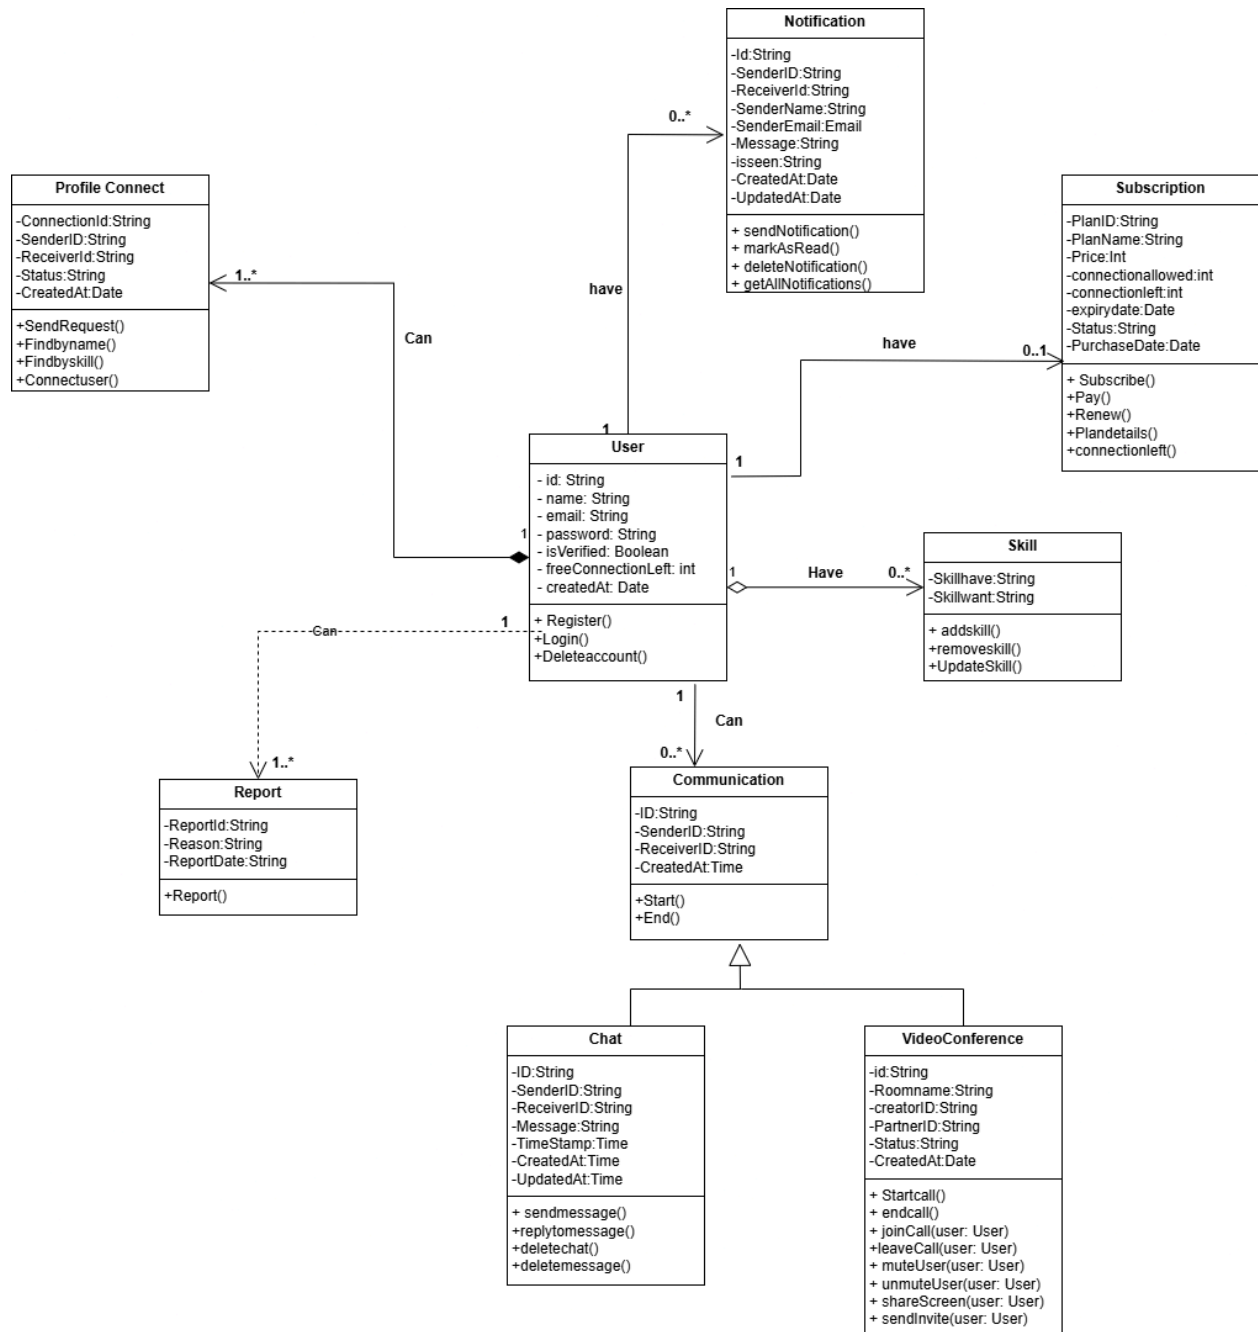 Notification
-Id:String
-SenderID:String
-ReceiverId:String
-SenderName:String
-SenderEmail:Email
-Message:String
-isseen:String
-CreatedAt:Date
-UpdatedAt:Date
+ sendNotification()
+ markAsRead()
+ deleteNotification()
+ getAllNotifications()
0..*
have
1
Profile Connect
-ConnectionId:String
-SenderID:String
-ReceiverId:String
-Status:String
-CreatedAt:Date
+SendRequest()
+Findbyname()
+Findbyskill()
+Connectuser()
1..*
Can
1
Subscription
-PlanID:String
-PlanName:String
-Price:Int
-connectionallowed:int
-connectionleft:int
-expirydate:Date
-Status:String
-PurchaseDate:Date
+ Subscribe()
+Pay()
+Renew()
+Plandetails()
+connectionleft()
have
0..1
1
User
- id: String
- name: String
- email: String
- password: String
- isVerified: Boolean
- freeConnectionLeft: int
- createdAt: Date
+ Register()
+Login()
+Deleteaccount()
1
Have
0..*
Skill
-Skillhave:String
-Skillwant:String
+ addskill()
+removeskill()
+UpdateSkill()
1
Can
1..*
Report
-ReportId:String
-Reason:String
-ReportDate:String
+Report()
1
Can
0..*
Communication
-ID:String
-SenderID:String
-ReceiverID:String
-CreatedAt:Time
+Start()
+End()
Chat
-ID:String
-SenderID:String
-ReceiverID:String
-Message:String
-TimeStamp:Time
-CreatedAt:Time
-UpdatedAt:Time
+ sendmessage()
+replytomessage()
+deletechat()
+deletemessage()
VideoConference
-id:String
-Roomname:String
-creatorID:String
-PartnerID:String
-Status:String
-CreatedAt:Date
+ Startcall()
+ endcall()
+ joinCall(user: User)
+leaveCall(user: User)
+ muteUser(user: User)
+ unmuteUser(user: User)
+ shareScreen(user: User)
+ sendInvite(user: User)